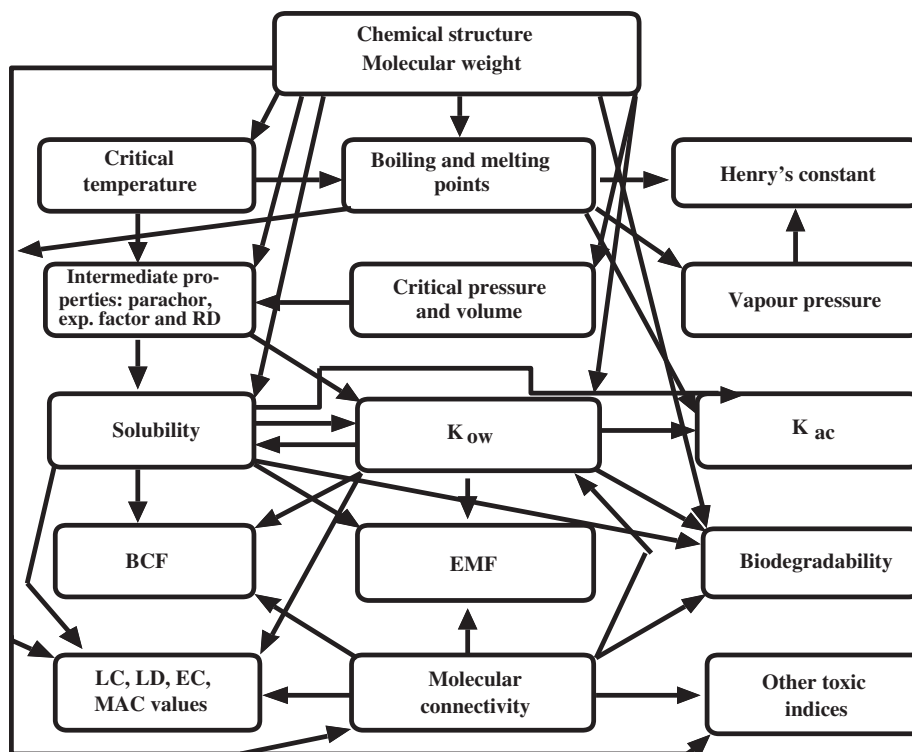 Chemical structure
Molecular weight
Critical
temperature
Boiling and melting
points
Henry's constant
Intermediate pro-
perties: parachor,
exp. factor and RD
Critical pressure
and volume
Vapour pressure
Solubility
K ow
K ac
BCF
EMF
Biodegradability
LC, LD, EC,
MAC values
Molecular
connectivity
Other toxic
indices